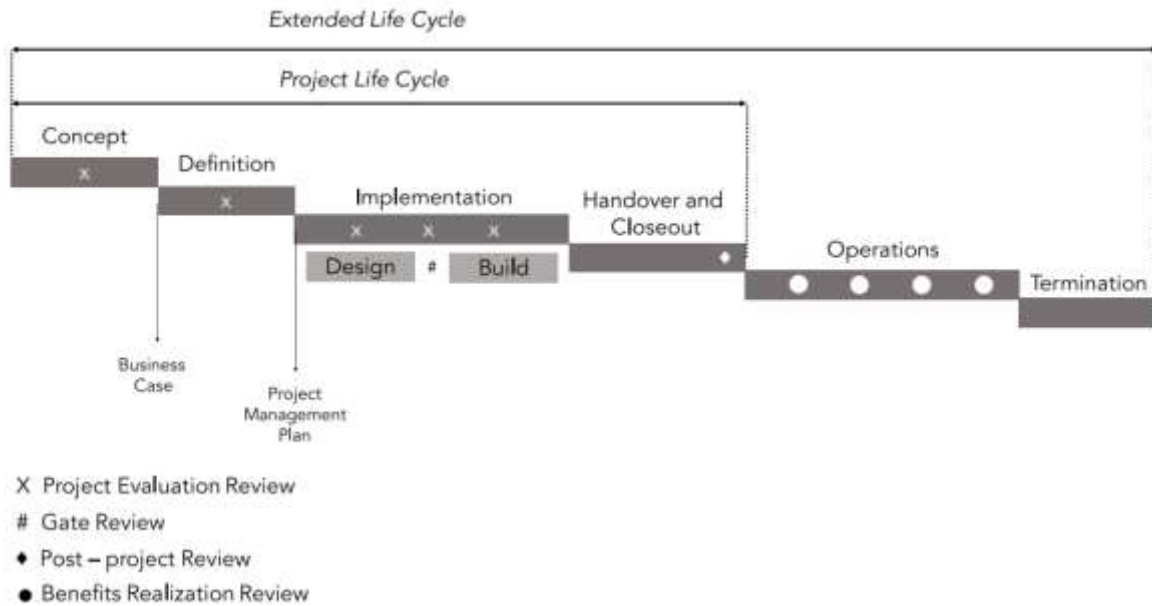 Extended Life Cycle
Project Life Cycle
Concept
X
Definition
X
Implementation
X X X
Design # Build
Handover and
Closeout
Operations
Termination
Business
Case
Project
Management
Plan
X Project Evaluation Review
# Gate Review
♦ Post – project Review
● Benefits Realization Review